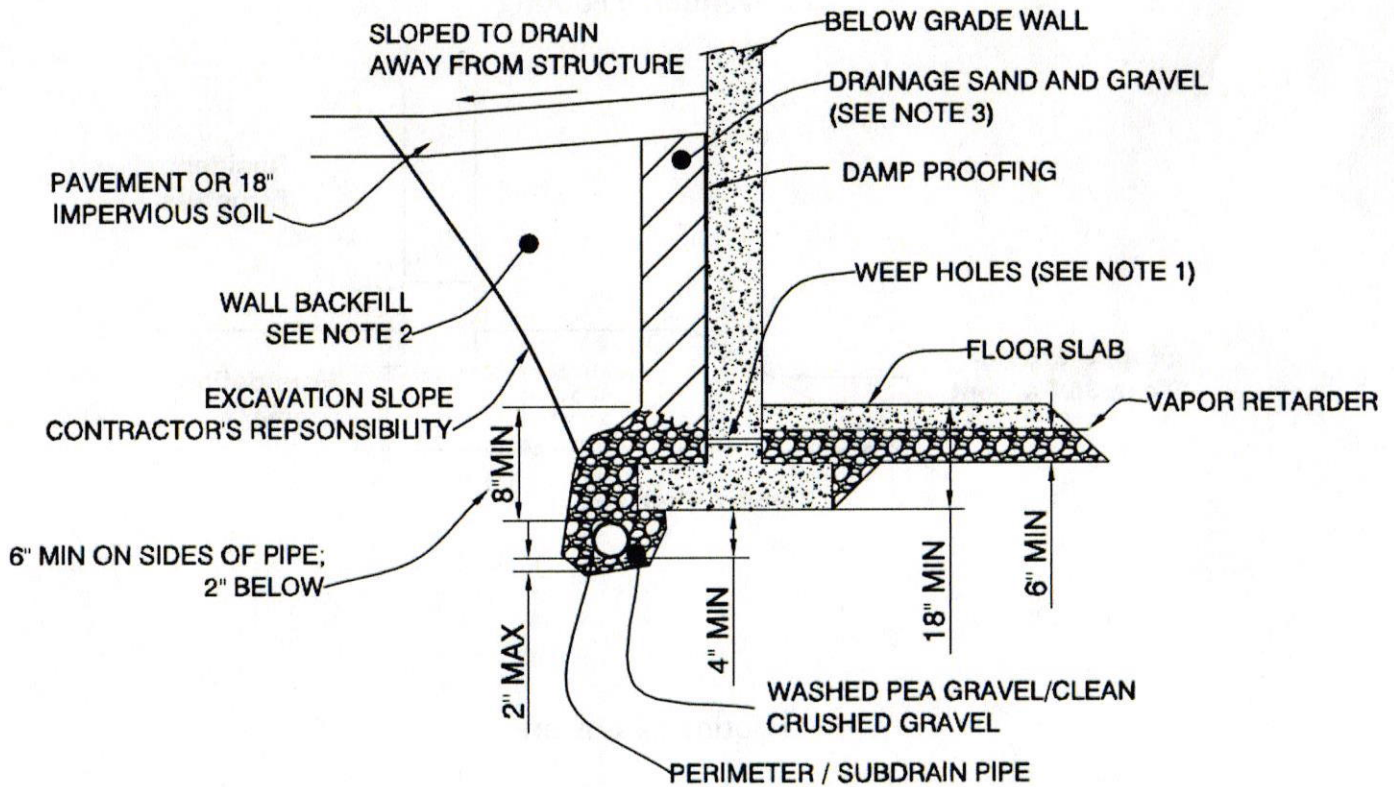 SLOPED TO DRAIN
AWAY FROM STRUCTURE
BELOW GRADE WALL
DRAINAGE SAND AND GRAVEL
(SEE NOTE 3)
DAMP PROOFING
PAVEMENT OR 18"
IMPERVIOUS SOIL
WEEP HOLES (SEE NOTE 1)
WALL BACKFILL
SEE NOTE 2
FLOOR SLAB
EXCAVATION SLOPE
CONTRACTOR'S REPSONSIBILITY
VAPOR RETARDER
8" MIN
6" MIN ON SIDES OF PIPE;
2" BELOW
2" MAX
4" MIN
18" MIN
6" MIN
WASHED PEA GRAVEL/CLEAN
CRUSHED GRAVEL
PERIMETER / SUBDRAIN PIPE